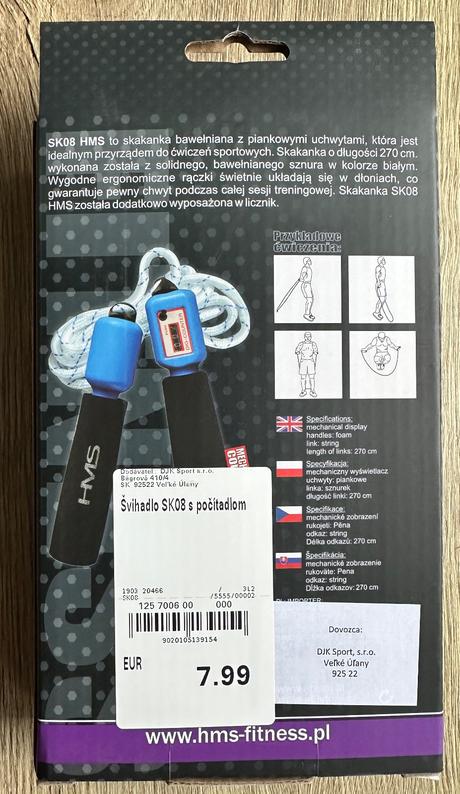 SK08 HMS to skakanka bawełniana z piankowymi uchwytami, która jest
idealnym przyrządem do ćwiczeń sportowych. Skakanka o długości 270 cm.
wykonana została z solidnego, bawełnianego sznura w kolorze białym.
Wygodne ergonomiczne rączki świetnie układają się w dłoniach, co
gwarantuje pewny chwyt podczas całej sesji treningowej. Skakanka SK08
HMS została dodatkowo wyposażona w licznik.
Przykładowe
ćwiczenia:
HMS
Specifications:
mechanical display
handles: foam
link: string
length of links: 270 cm
Specyfikacja:
mechaniczny wyświetlacz
uchwyty: piankowe
linka: sznurek
długość linki: 270 cm
Specifikace:
mechanické zobrazení
rukojeti: Pěna
odkaz: string
Délka odkazů: 270 cm
Špecifikácia:
mechanické zobrazenie
rukoväte: Pena
odkaz: string
Dĺžka odkazov: 270 cm
PL: IMPORTER:
Dodávateľ: DJK Sport s.r.o.
Bágrová 410/4
SK 92522 Veľké Úľany
Švihadlo SK08 s počítadlom
1903 20466 / 3L2
SK08 /5555/00002
125 7006 00 000
9020105139154
EUR
7.99
Dovozca:
DJK Sport, s.r.o.
Veľké Úľany
925 22
www.hms-fitness.pl